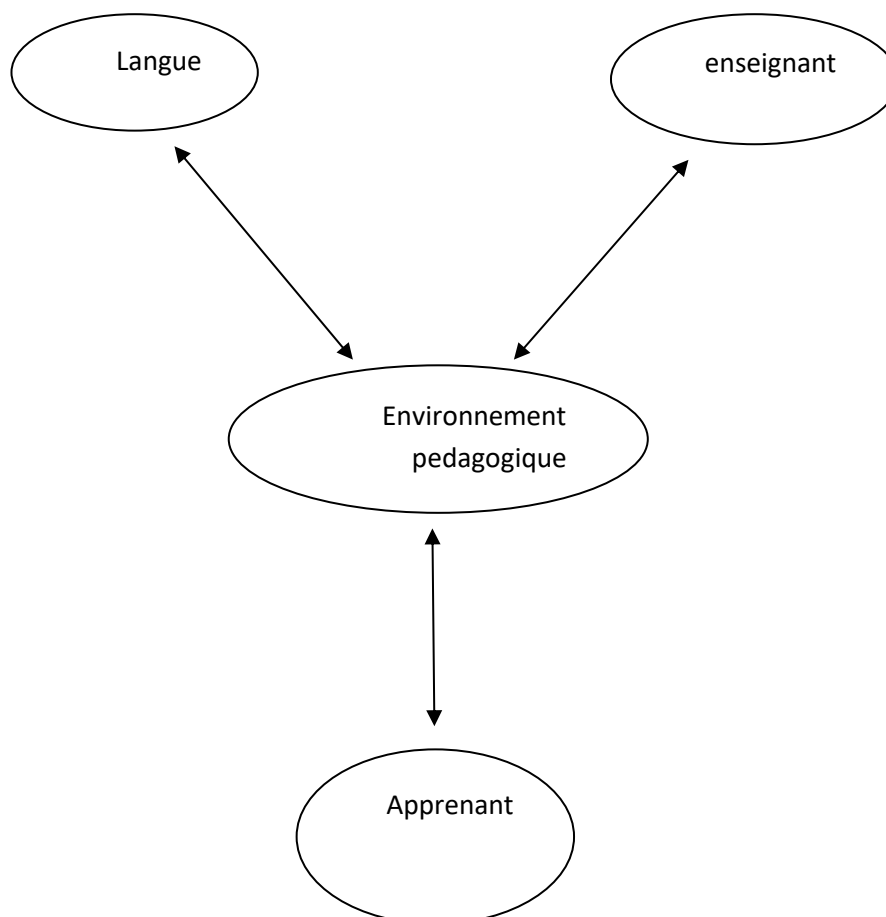 Langue
enseignant
Environnement
pedagogique
Apprenant